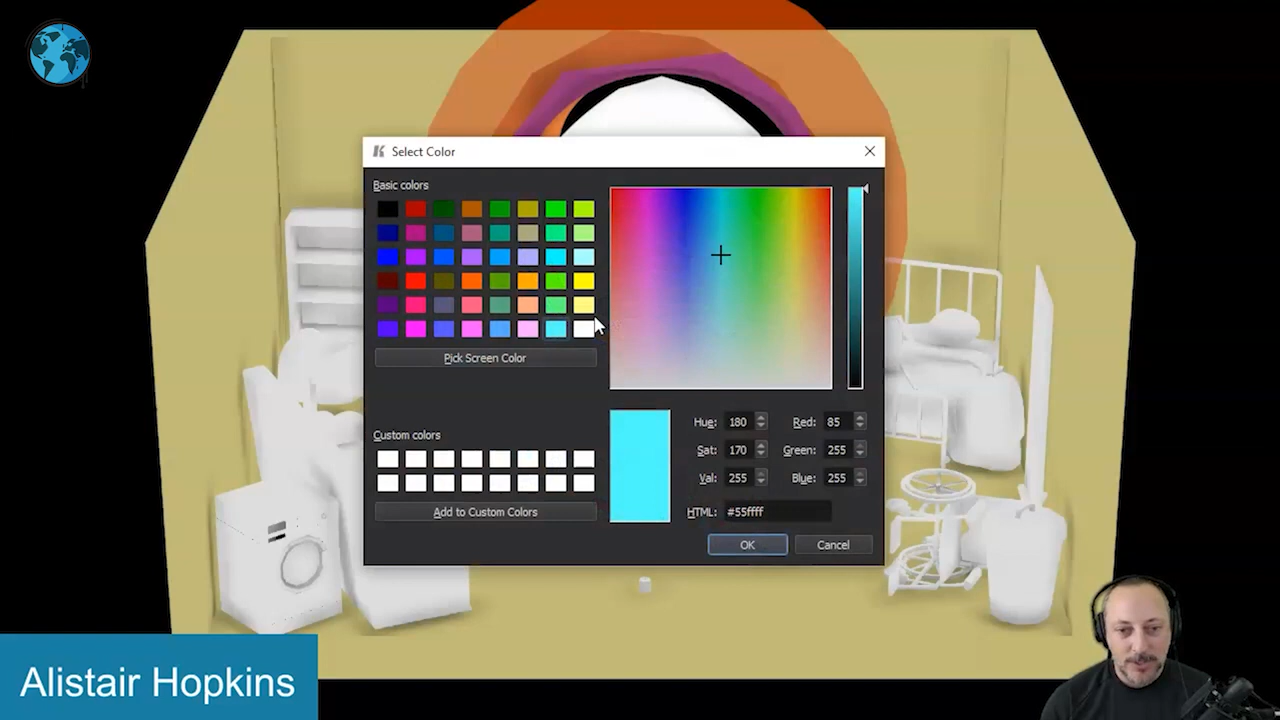 Select Color
Basic colors
Pick Screen Color
Custom colors
Add to Custom Colors
Hue: 180 Red: 85
Sat: 170 Green: 255
Val: 255 Blue: 255
HTML: #55ffff
OK Cancel
Alistair Hopkins